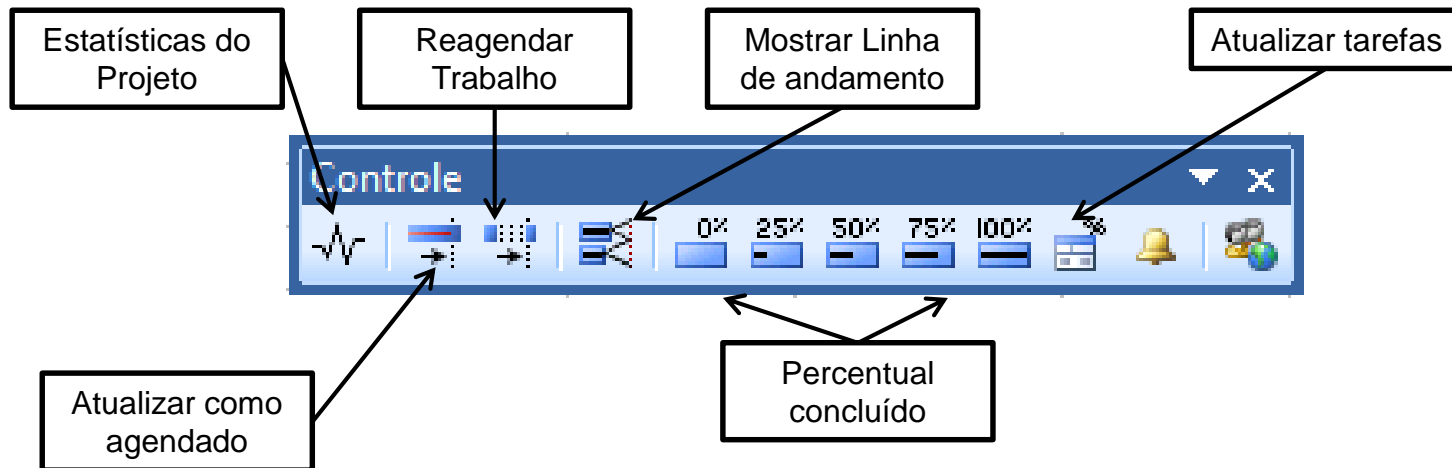 Estatísticas do
Projeto
Reagendar
Trabalho
Mostrar Linha
de andamento
Atualizar tarefas
Controle
0%
25%
50%
75%
100%
%
Atualizar como
agendado
Percentual
concluído